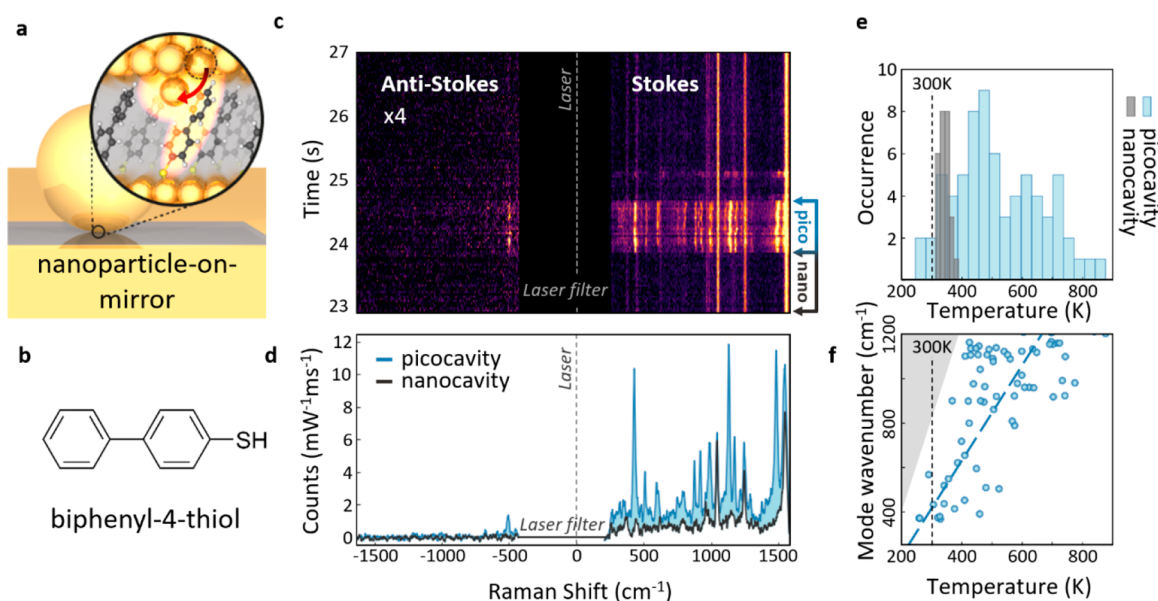 a
nanoparticle-on-
mirror
b
SH
biphenyl-4-thiol
c
Time (s)
27
26
25
24
23
Anti-Stokes
x4
Laser
Stokes
Laser filter
pico
nano
d
Counts (mW⁻¹ms⁻¹)
12
10
8
6
4
2
0
picocavity
nanocavity
Laser
Laser filter
-1500 -1000 -500 0 500 1000 1500
Raman Shift (cm⁻¹)
e
Occurrence
10
8
6
4
2
300K
picocavity
nanocavity
200 400 600 800
Temperature (K)
f
Mode wavenumber (cm⁻¹)
1200
800
400
300K
200 400 600 800
Temperature (K)